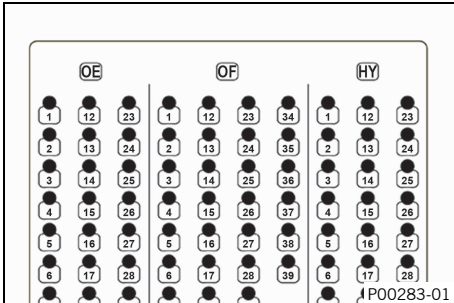 OE OF HY
1 12 23 1 12 23 34 1 12 23
2 13 24 2 13 24 35 2 13 24
3 14 25 3 14 25 36 3 14 25
4 15 26 4 15 26 37 4 15 26
5 16 27 5 16 27 38 5 16 27
6 17 28 6 17 28 39 6 17 28
P00283-01